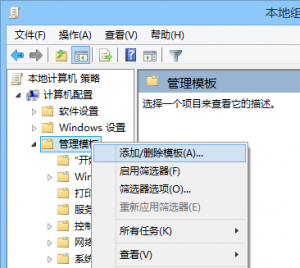 本地组
文件(F) 操作(A) 查看(V) 帮助(H)
本地计算机 策略
计算机配置
软件设置
Windows 设置
管理模板
"开
Win
打印
服务
控制
网络
系统
管理模板
选择一个项目来查看它的描述。
添加/删除模板(A)...
启用筛选器(F)
筛选器选项(O)...
重新应用筛选器(E)
所有任务(K)
查看(V)